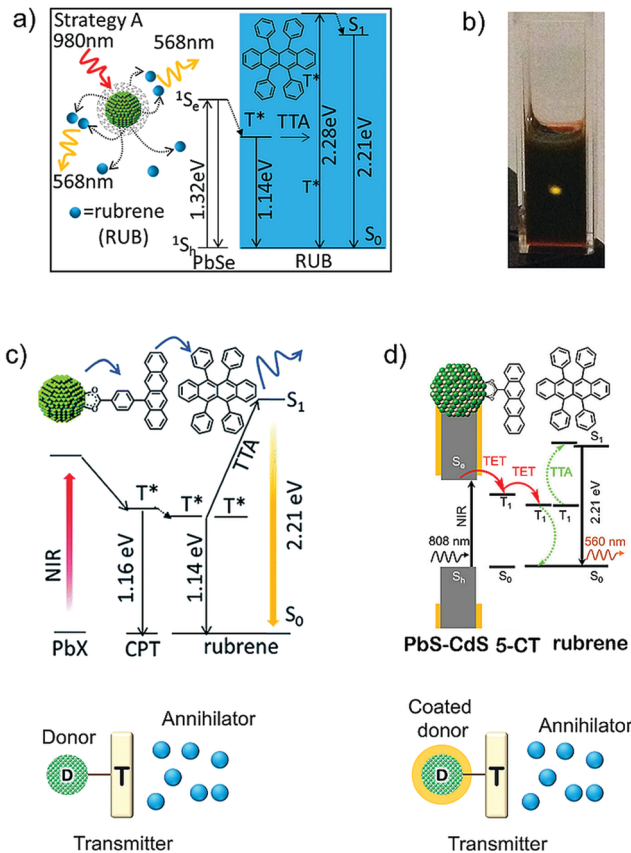 a)
Strategy A
980nm
568nm
568nm
=rubrene
(RUB)
¹Sₑ
¹Sₕ
PbSe
1.32eV
T*
TTA
1.14eV
T*
T*
2.28eV
S₁
2.21eV
S₀
RUB
b)
c)
NIR
PbX
T*
1.16 eV
CPT
T*
T*
1.14 eV
TTA
rubrene
S₁
2.21 eV
S₀
Donor
D
T
Annihilator
Transmitter
d)
Sₑ
TET
TET
TTA
S₁
T₁
T₁
T₁
NIR
808 nm
2.21 eV
560 nm
Sₕ
S₀
S₀
PbS-CdS 5-CT rubrene
Coated
donor
D
T
Annihilator
Transmitter